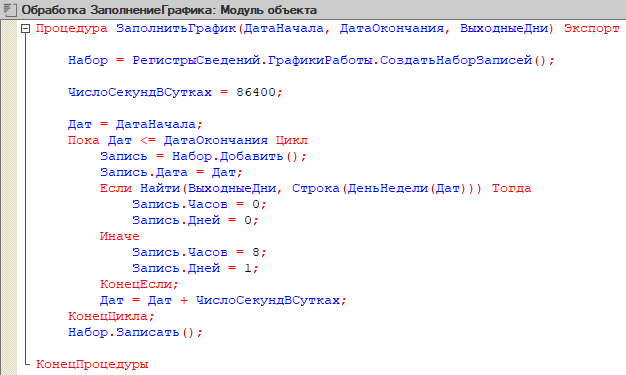 Обработка ЗаполнениеГрафика: Модуль объекта
Процедура ЗаполнитьГрафик(ДатаНачала, ДатаОкончания, ВыходныеДни) Экспорт
Набор = РегистрыСведений.ГрафикиРаботы.СоздатьНаборЗаписей();
ЧислоСекундВСутках = 86400;
Дат = ДатаНачала;
Пока Дат <= ДатаОкончания Цикл
Запись = Набор.Добавить();
Запись.Дата = Дат;
Если Найти(ВыходныеДни, Строка(ДеньНедели(Дат))) Тогда
Запись.Часов = 0;
Запись.Дней = 0;
Иначе
Запись.Часов = 8;
Запись.Дней = 1;
КонецЕсли;
Дат = Дат + ЧислоСекундВСутках;
КонецЦикла;
Набор.Записать();
КонецПроцедуры